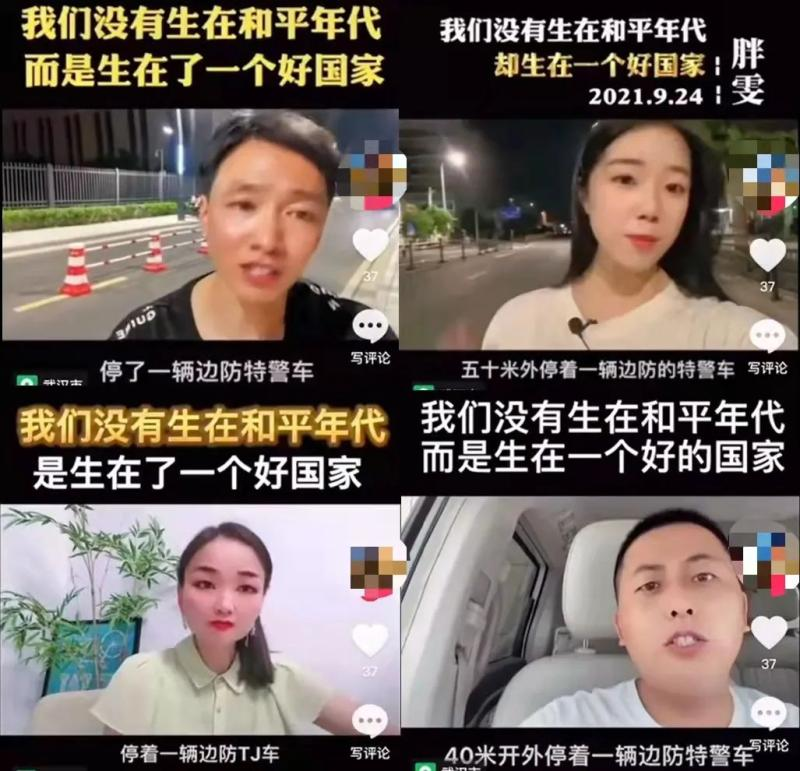 我们没有生在和平年代
而是生在了一个好国家
37
写评论
停了一辆边防特警车
武汉市
我们没有生在和平年代
却生在一个好国家
2021.9.24
胖雯
37
写评论
五十米外停着一辆边防的特警车
我们没有生在和平年代
是生在了一个好国家
37
写评论
停着一辆边防TJ车
我们没有生在和平年代
而是生在一个好的国家
37
写评论
40米开外停着一辆边防特警车